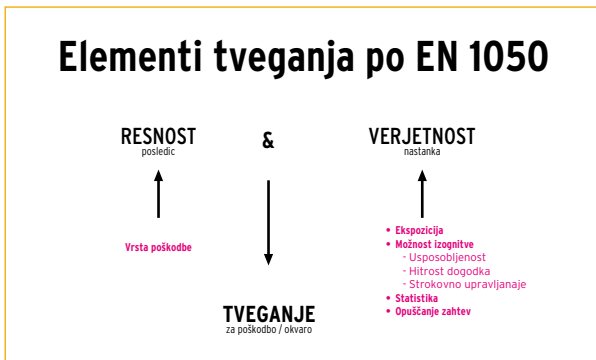 Elementi tveganja po EN 1050
RESNOST & VERJETNOST
posledic nastanka
Vrsta poškodbe
• Ekspozicija
• Možnost izognitve
- Usposobljenost
- Hitrost dogodka
- Strokovno upravljanaje
• Statistika
• Opuščanje zahtev
TVEGANJE
za poškodbo / okvaro